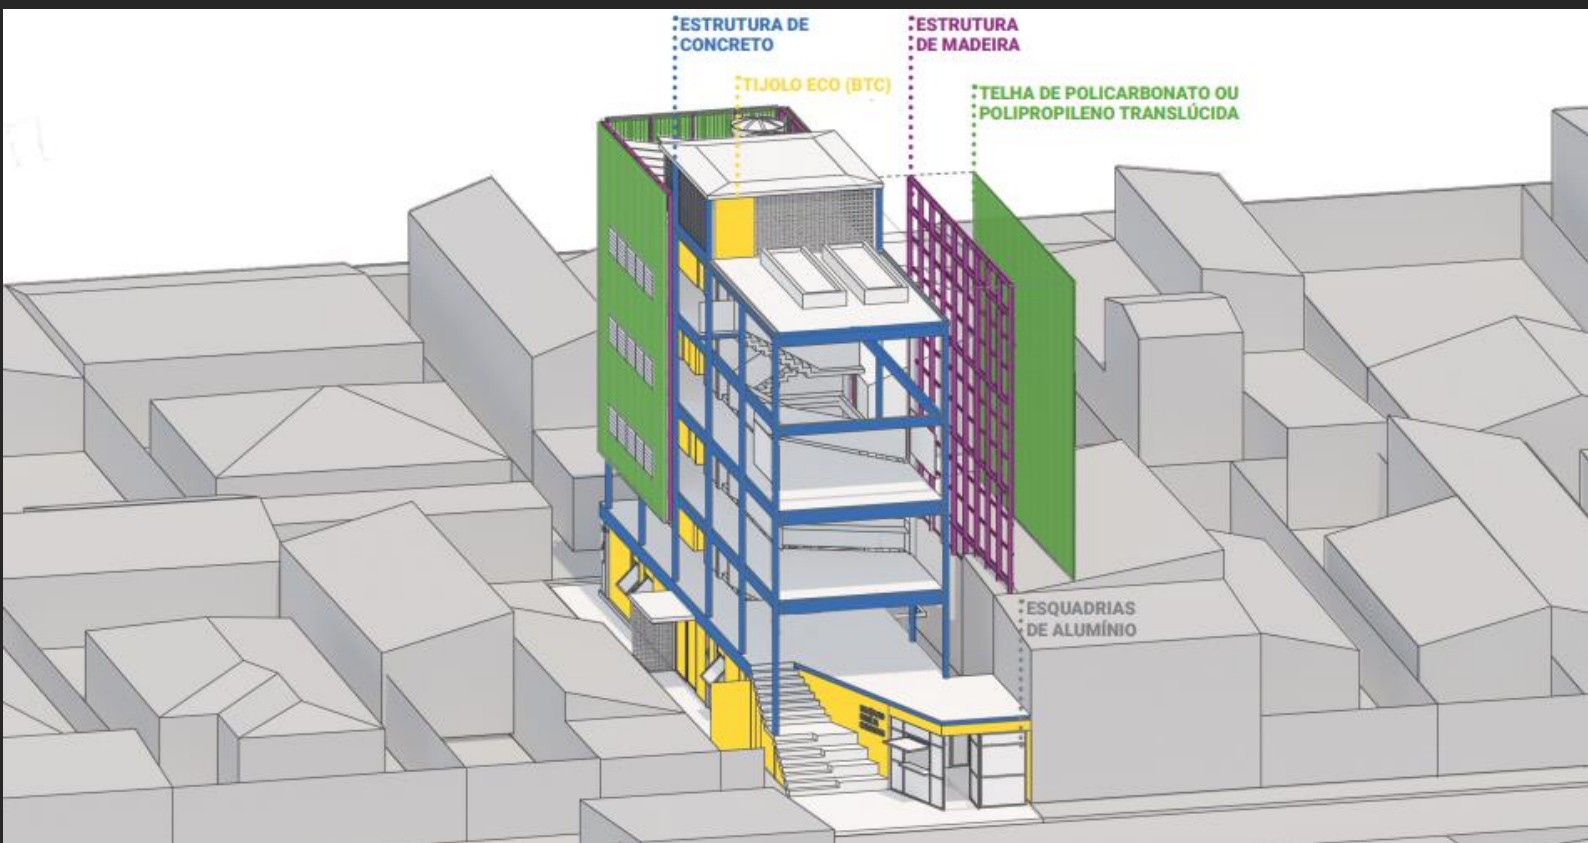 ESTRUTURA DE
CONCRETO
TIJOLO ECO (BTC)
ESTRUTURA
DE MADEIRA
TELHA DE POLICARBONATO OU
POLIPROPILENO TRANSLÚCIDA
ESQUADRIAS
DE ALUMÍNIO